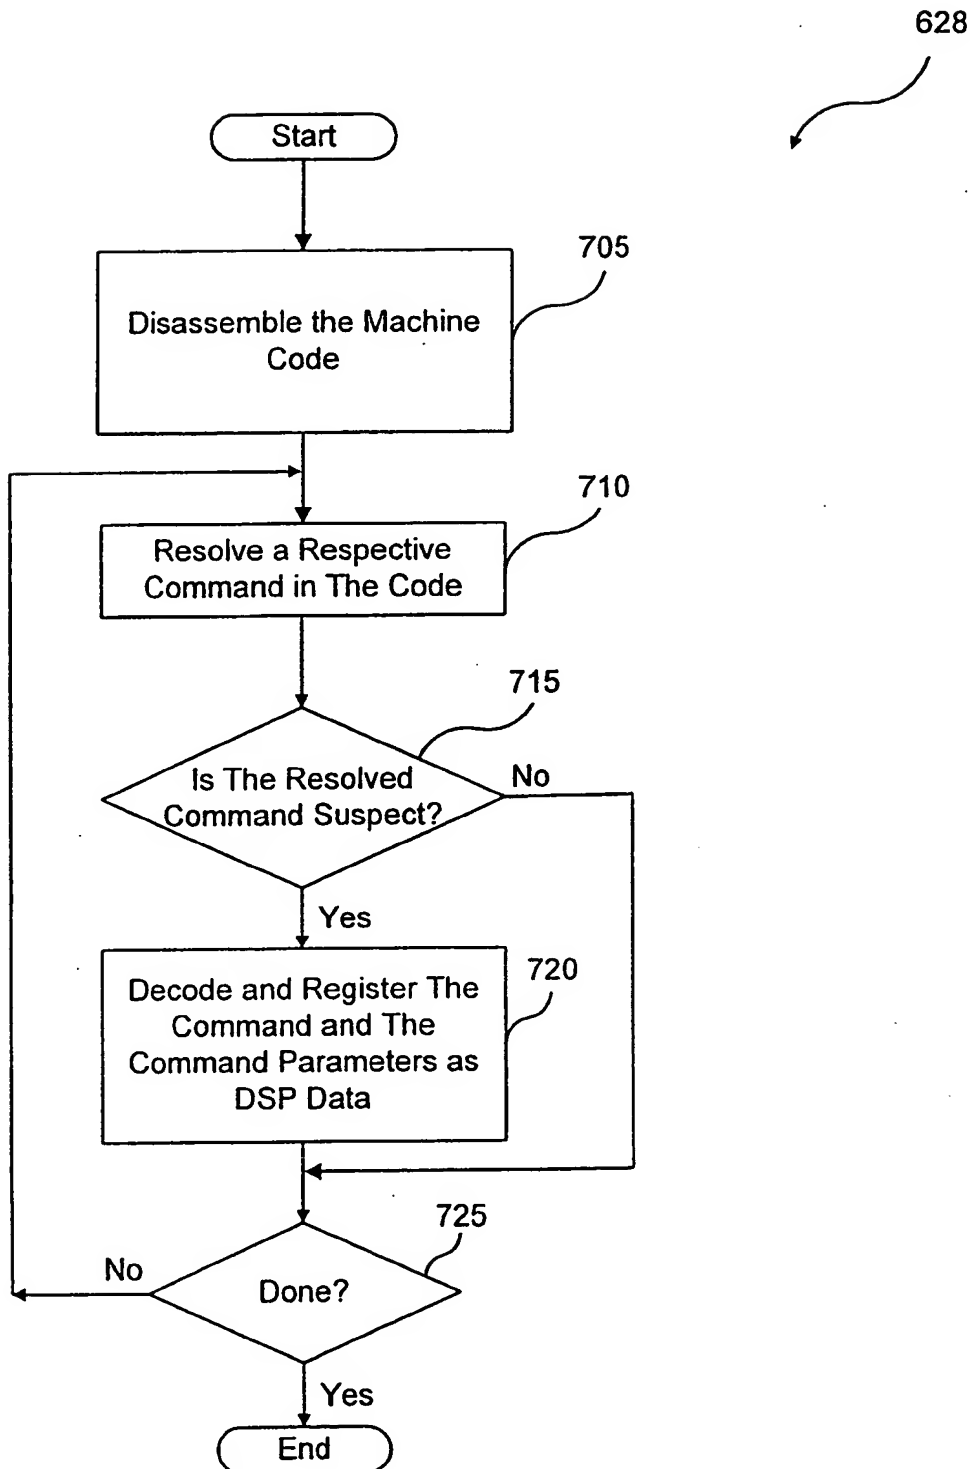 628
Start
705
Disassemble the Machine
Code
710
Resolve a Respective
Command in The Code
715
Is The Resolved
Command Suspect?
No
Yes
720
Decode and Register The
Command and The
Command Parameters as
DSP Data
725
No
Done?
Yes
End